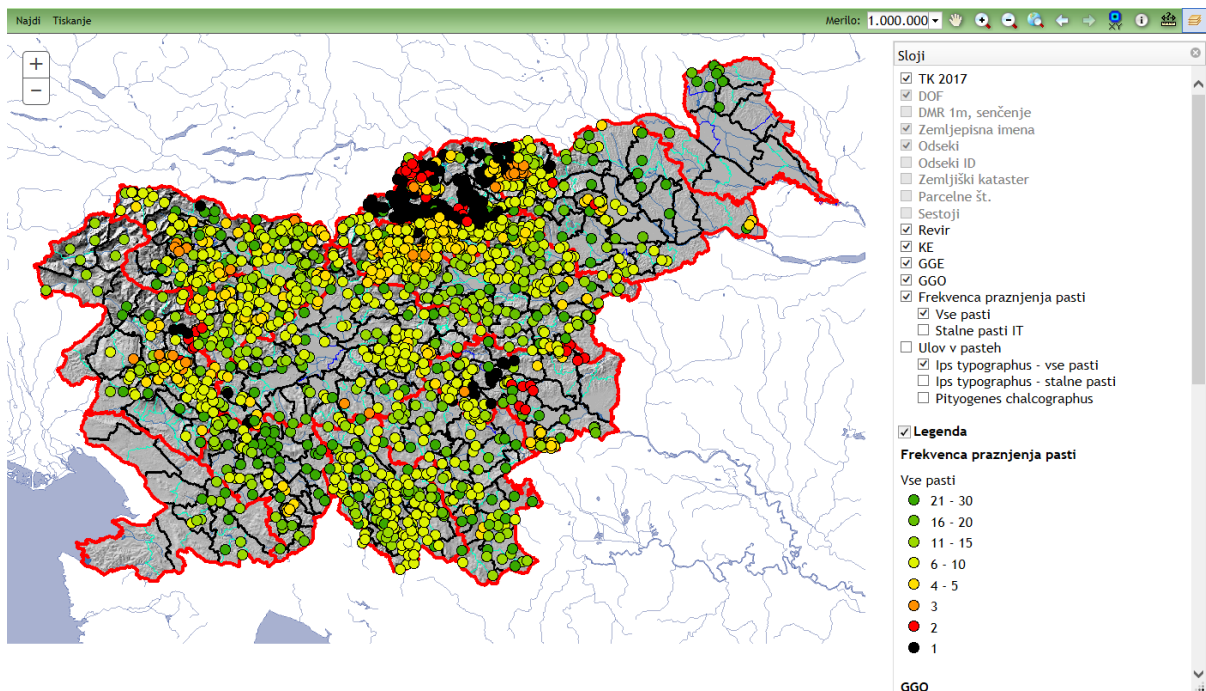 Najdi Tiskanje Merilo: 1.000.000
Sloji
TK 2017
DOF
DMR 1m, senčenje
Zemljepisna imena
Odseki
Odseki ID
Zemljiški kataster
Parcelne št.
Sestoji
Revir
KE
GGE
GGO
Frekvenca praznjenja pasti
Vse pasti
Stalne pasti IT
Ulov v pasteh
Ips typographus - vse pasti
Ips typographus - stalne pasti
Pityogenes chalcographus
Legenda
Frekvenca praznjenja pasti
Vse pasti
21 - 30
16 - 20
11 - 15
6 - 10
4 - 5
3
2
1
GGO